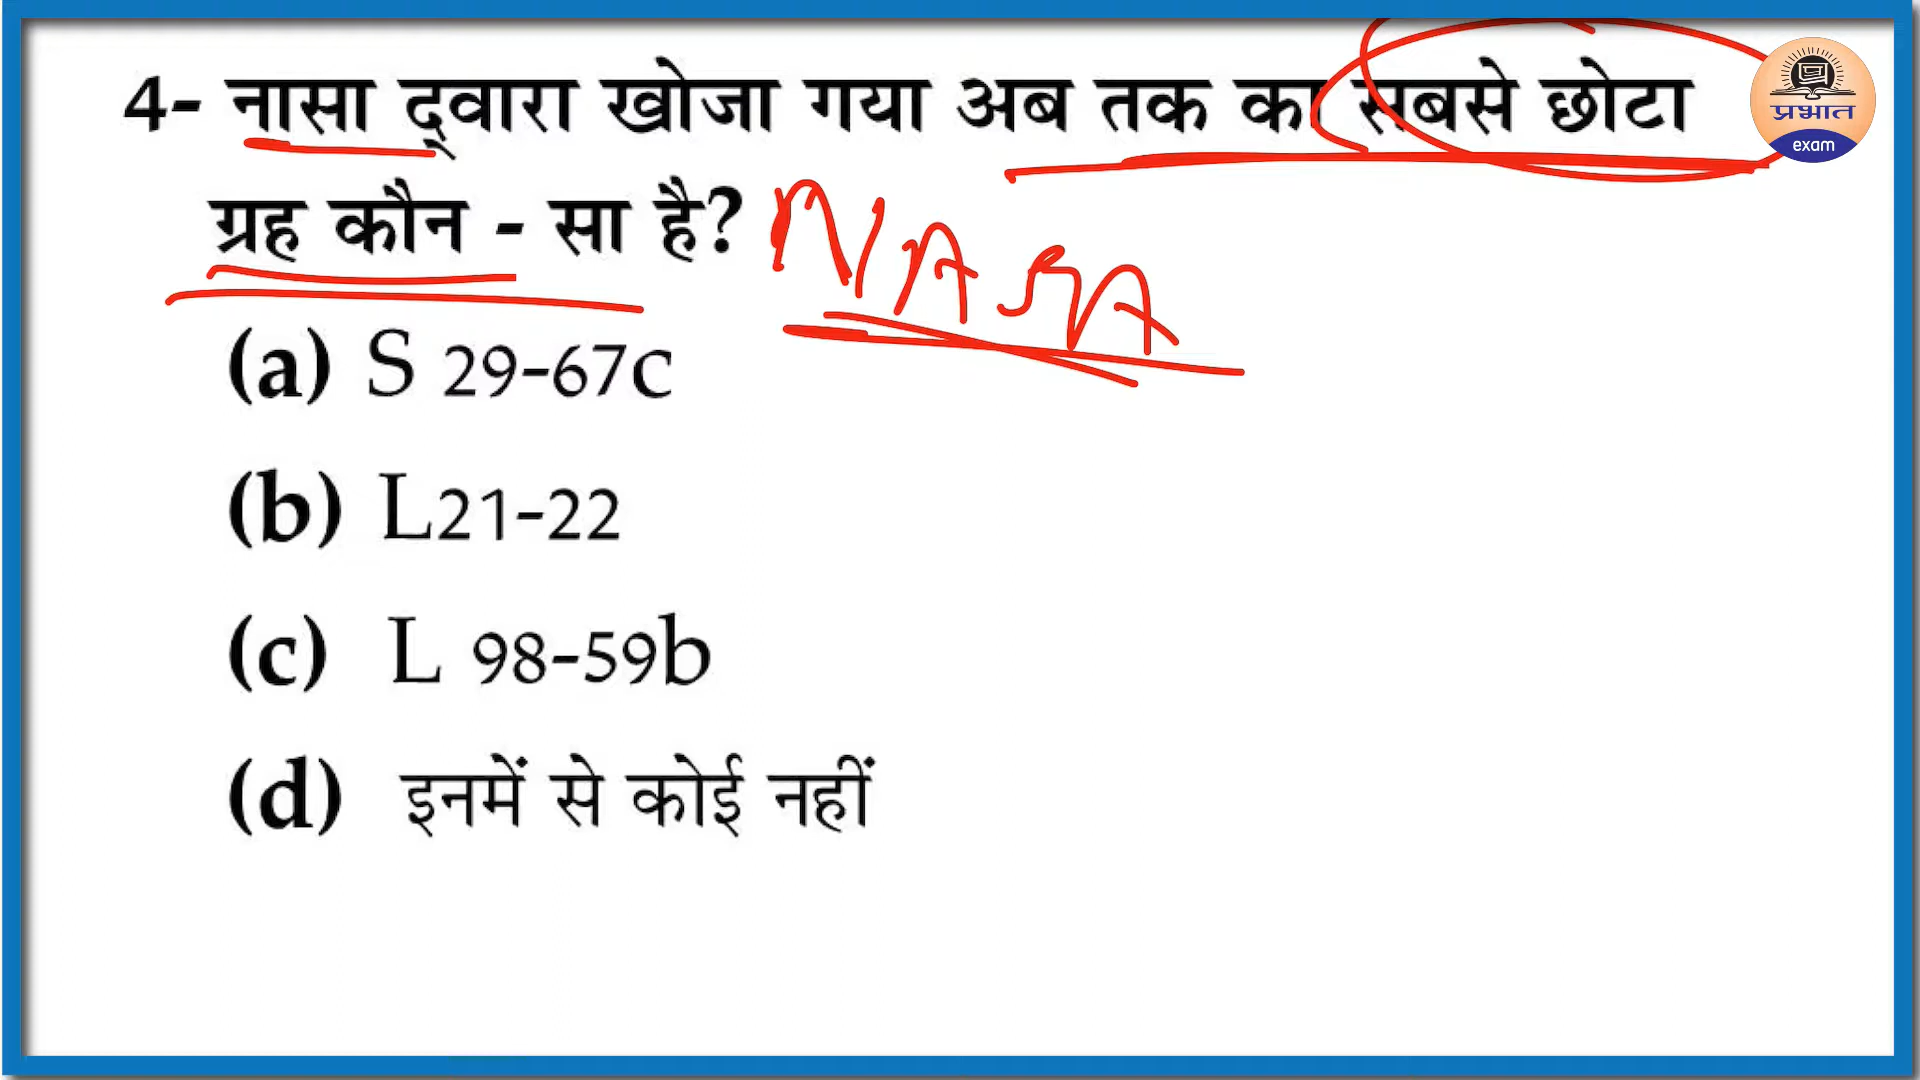 4- नासा द्वारा खोजा गया अब तक का सबसे छोटा
प्रभात
exam
ग्रह कौन - सा है?
NASA
(a) S 29-67c
(b) L21-22
(c) L 98-59b
(d) इनमें से कोई नहीं